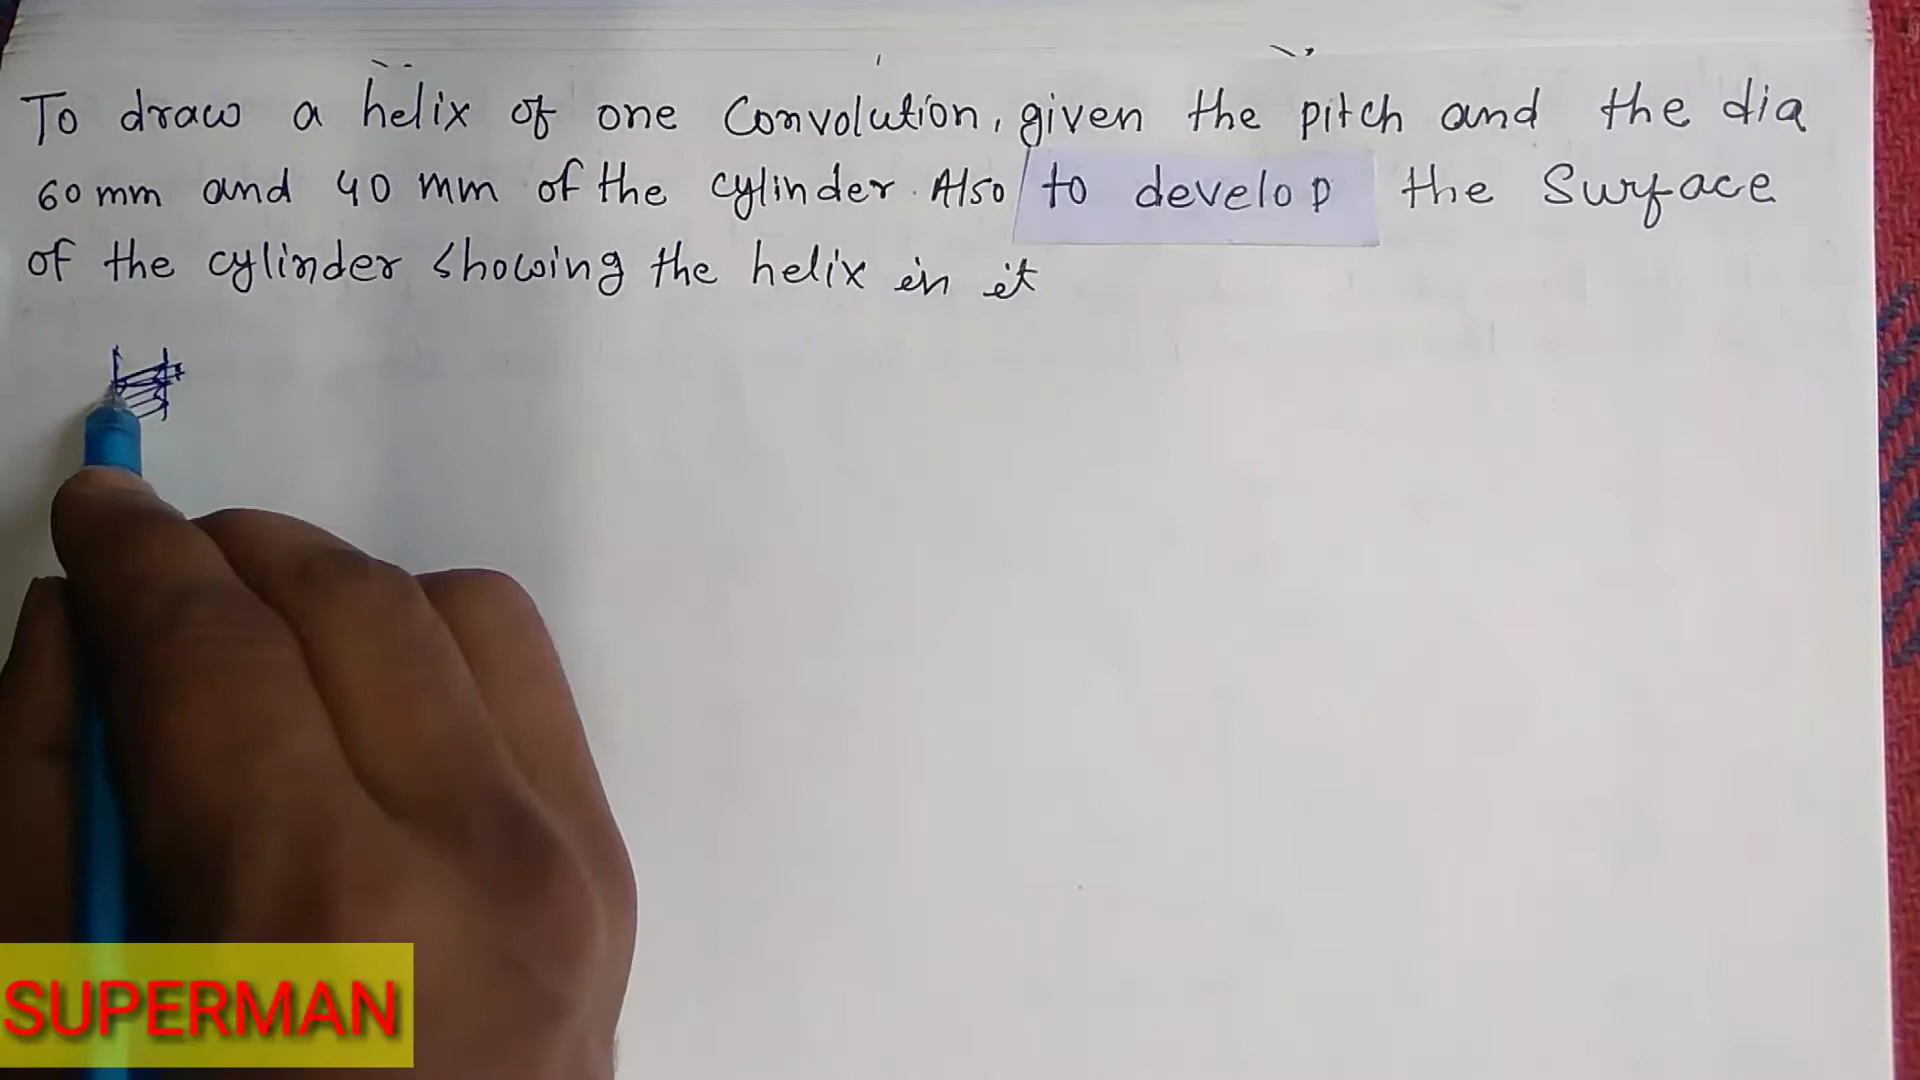 To draw a helix of one Convolution, given the pitch and the dia
60 mm and 40 mm of the cylinder. Also to develop the Surface
of the cylinder showing the helix in it
SUPERMAN